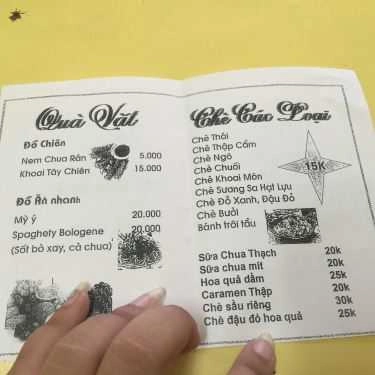 Quà Vặt
Đồ Chiên
Nem Chua Rán 5.000
Khoai Tây Chiên 15.000
Đồ Ăn nhanh
Mỳ ý 20.000
Spaghety Bologene 20.000
(Sốt bò xay, cà chua)
Chè Các Loại
Chè Thái
Chè Thập Cẩm
Chè Ngô
Chè Chuối
Chè Khoai Môn
Chè Sương Sa Hạt Lựu
Chè Đỗ Xanh, Đậu Đỏ
Chè Bưởi
Bánh trôi tầu
15K
Sữa Chua Thạch 20k
Sữa chua mít 20k
Hoa quả dầm 25k
Caramen Thập 20k
Chè sầu riêng 30k
Chè đậu đỏ hoa quả 25k